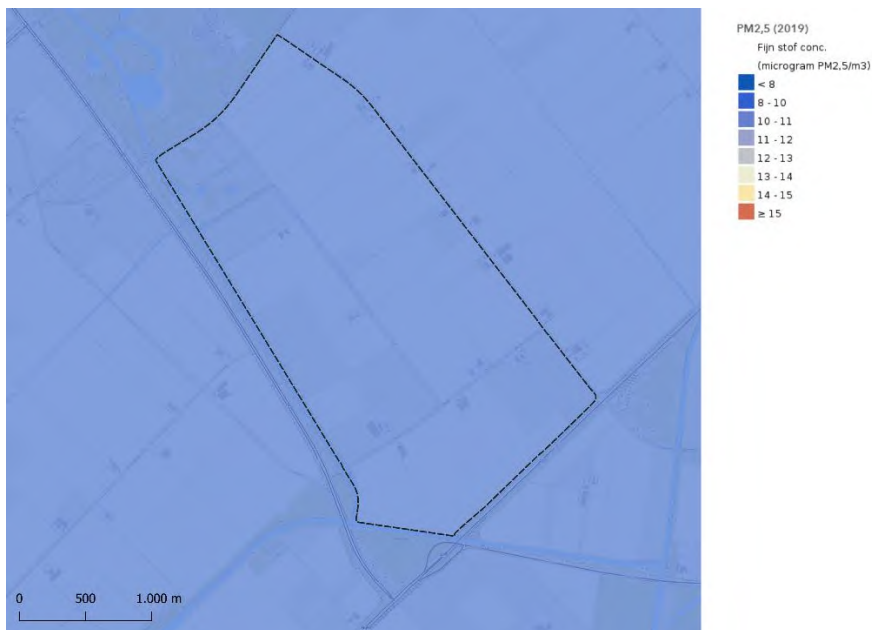 PM2,5 (2019)
Fijn stof conc.
(microgram PM2,5/m3)
< 8
8 - 10
10 - 11
11 - 12
12 - 13
13 - 14
14 - 15
≥ 15
0 500 1.000 m